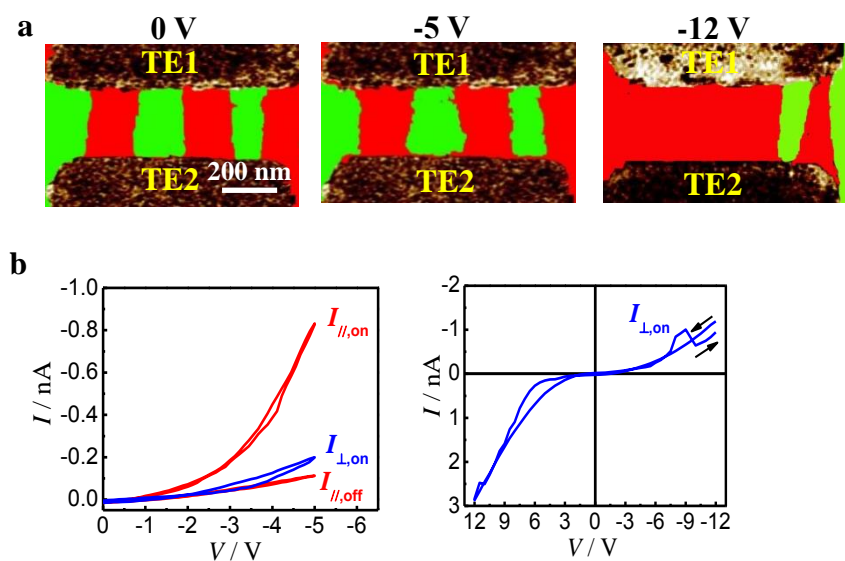 a
0 V
-5 V
-12 V
TE1
TE1
TE1
TE2
200 nm
TE2
TE2
b
-1.0
-0.8
-0.6
-0.4
-0.2
0.0
I / nA
I//,on
I⊥,on
I//,off
0 -1 -2 -3 -4 -5 -6
V / V
-2
-1
0
1
2
3
I / nA
I⊥,on
12 9 6 3 0 -3 -6 -9 -12
V / V